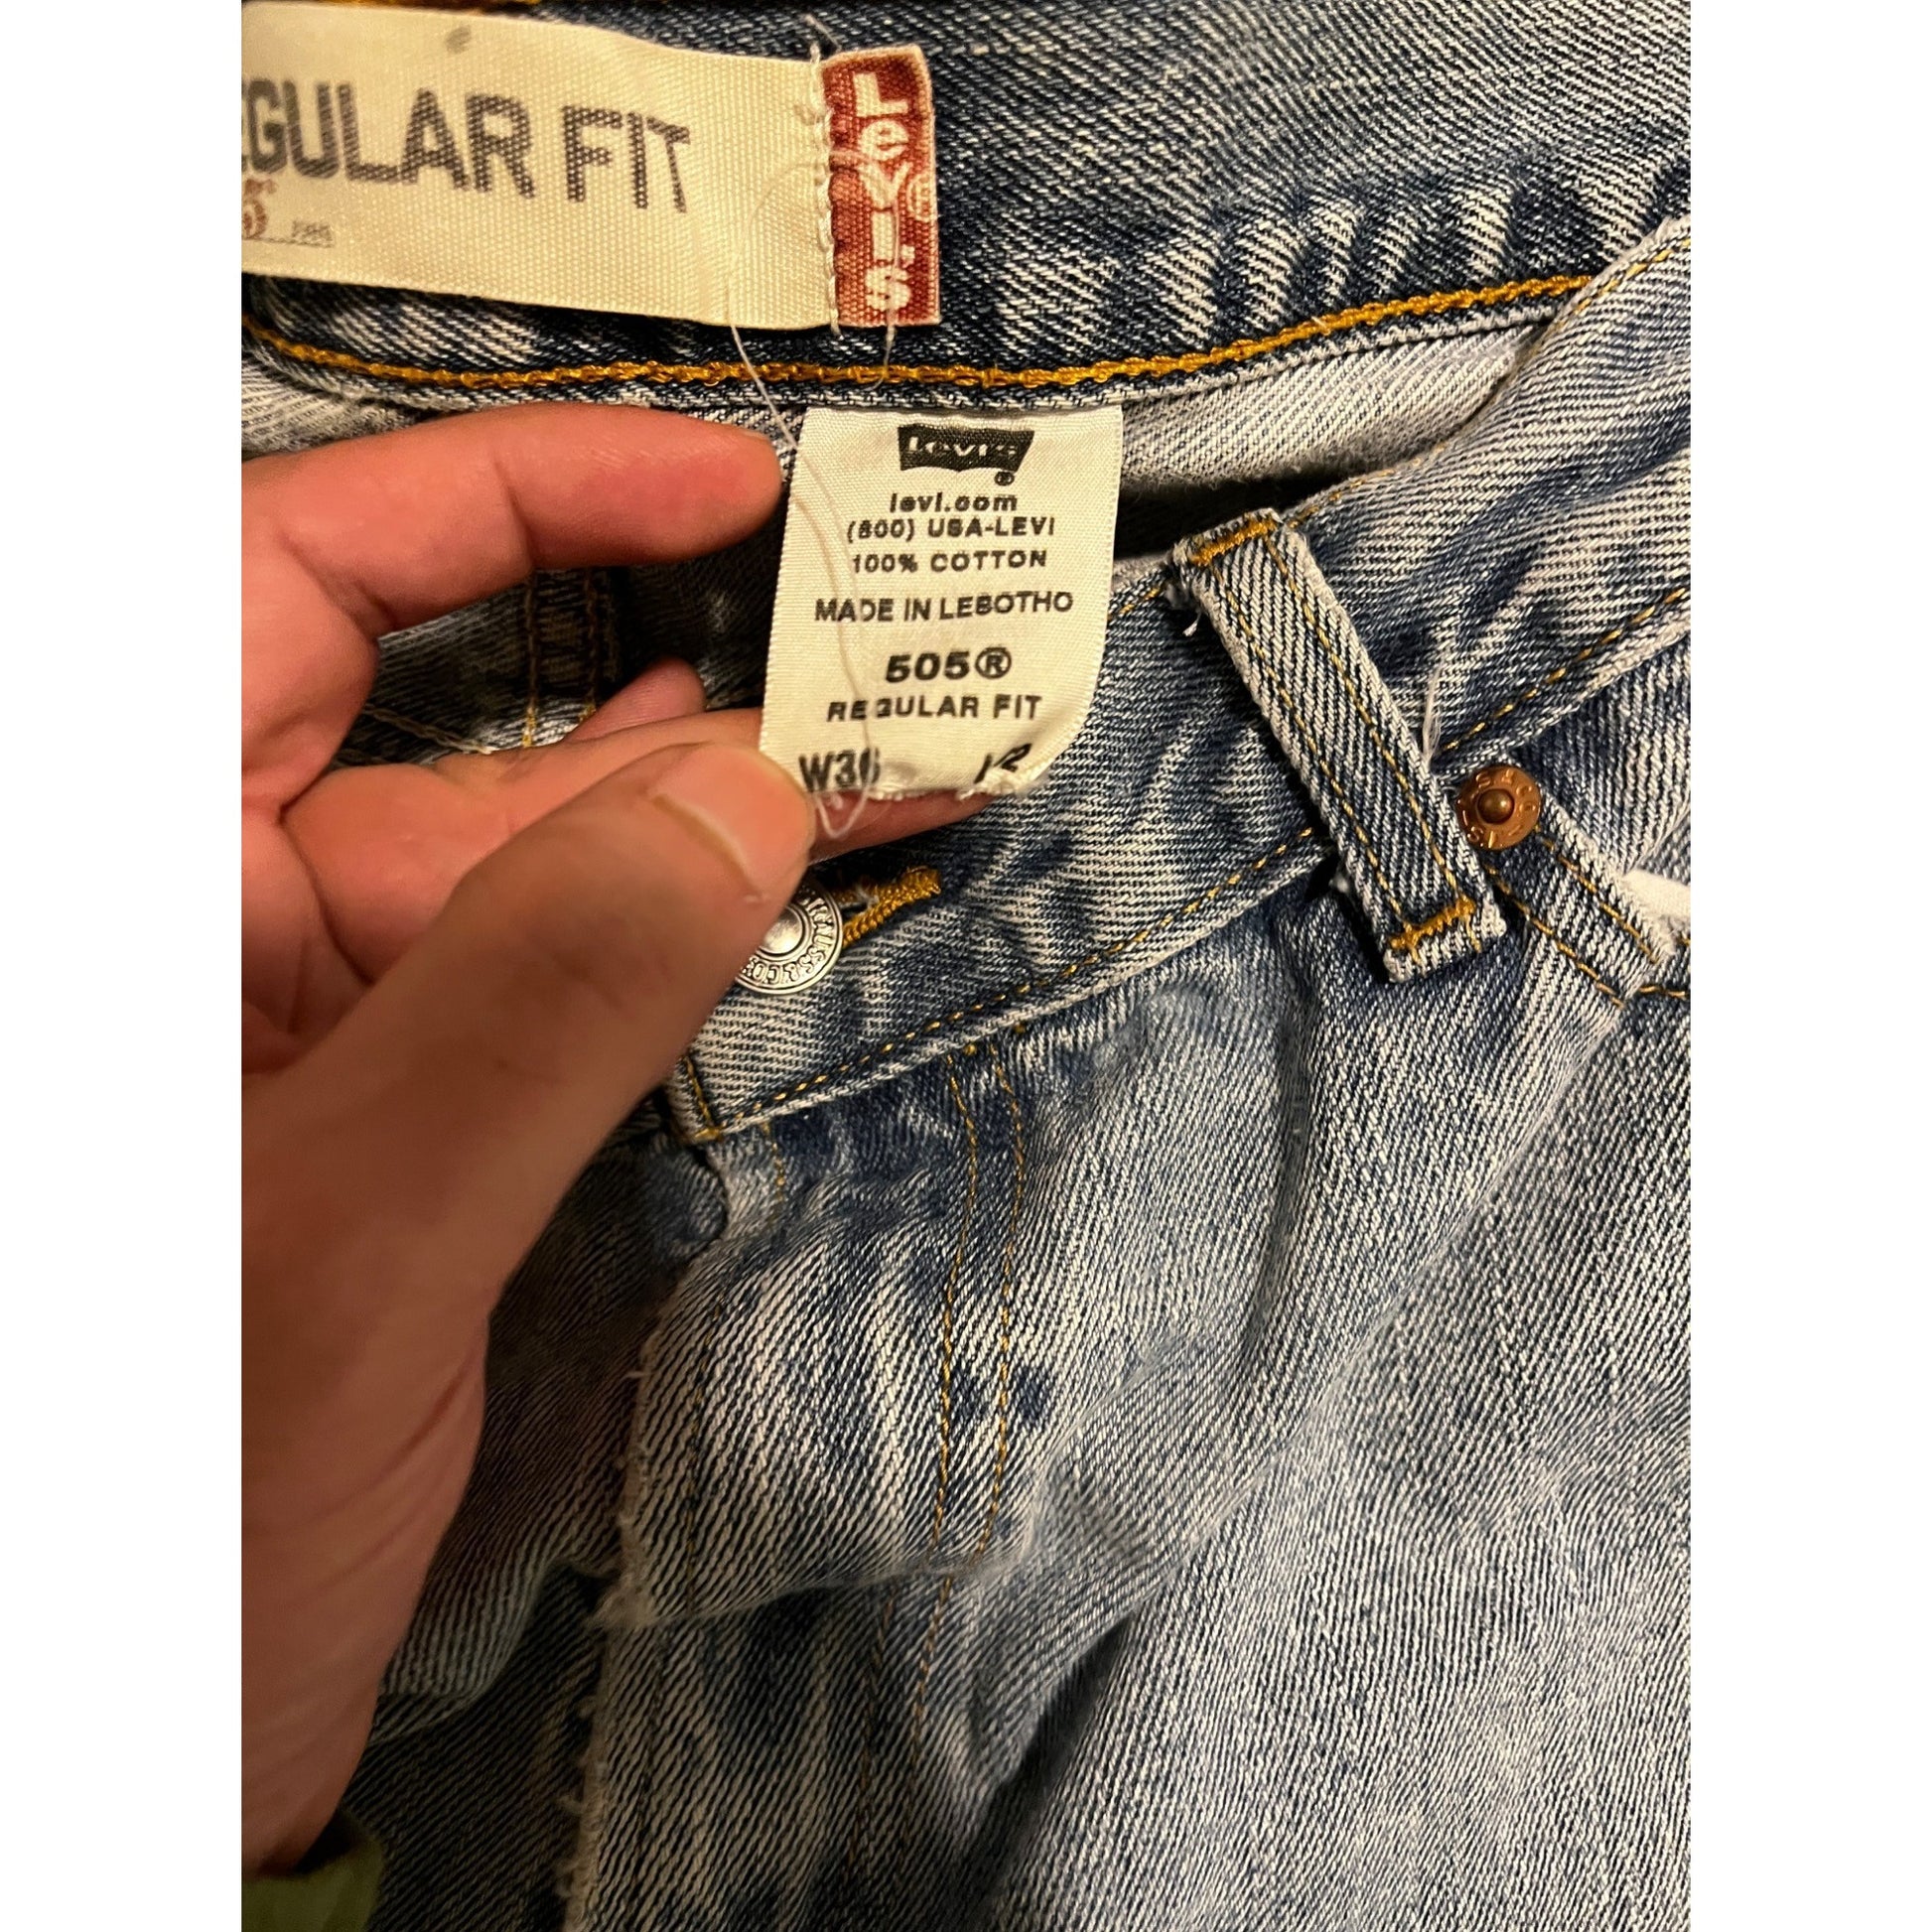 EGULAR FIT
Levi's®
Levi's
®
levi.com
(800) USA-LEVI
100% COTTON
MADE IN LEBOTHO
505®
REGULAR FIT
W36